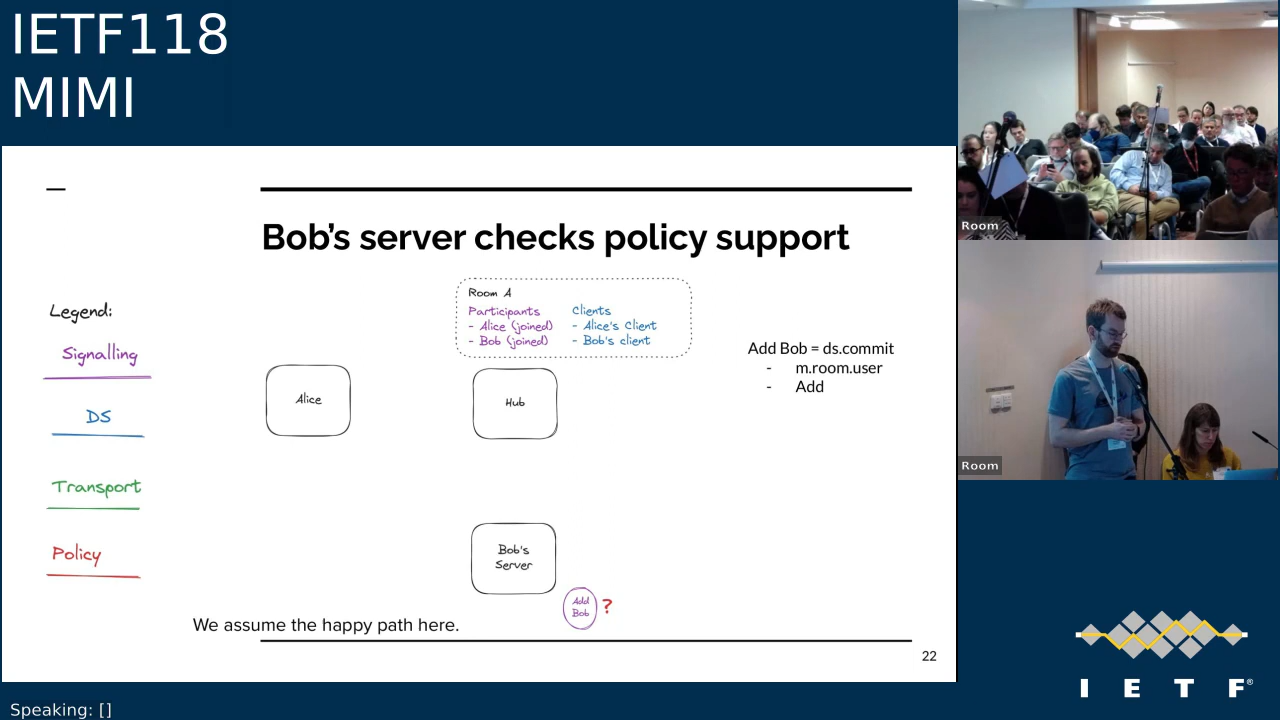 IETF118
MIMI
Bob's server checks policy support
Legend:
Signalling
DS
Transport
Policy
Room A
Participants
- Alice (joined)
- Bob (joined)
Clients
- Alice's Client
- Bob's client
Add Bob = ds.commit
- m.room.user
- Add
Alice
Hub
Bob's
Server
Add
Bob
?
We assume the happy path here.
22
Room
Room
I E T F®
Speaking: []